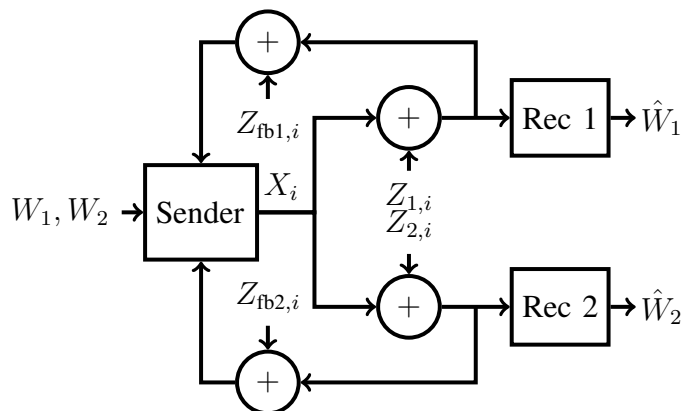 +
Z_{fb1,i}
+
Rec 1
Ŵ_1
W_1, W_2
Sender
X_i
Z_{1,i}
Z_{2,i}
Z_{fb2,i}
+
Rec 2
Ŵ_2
+